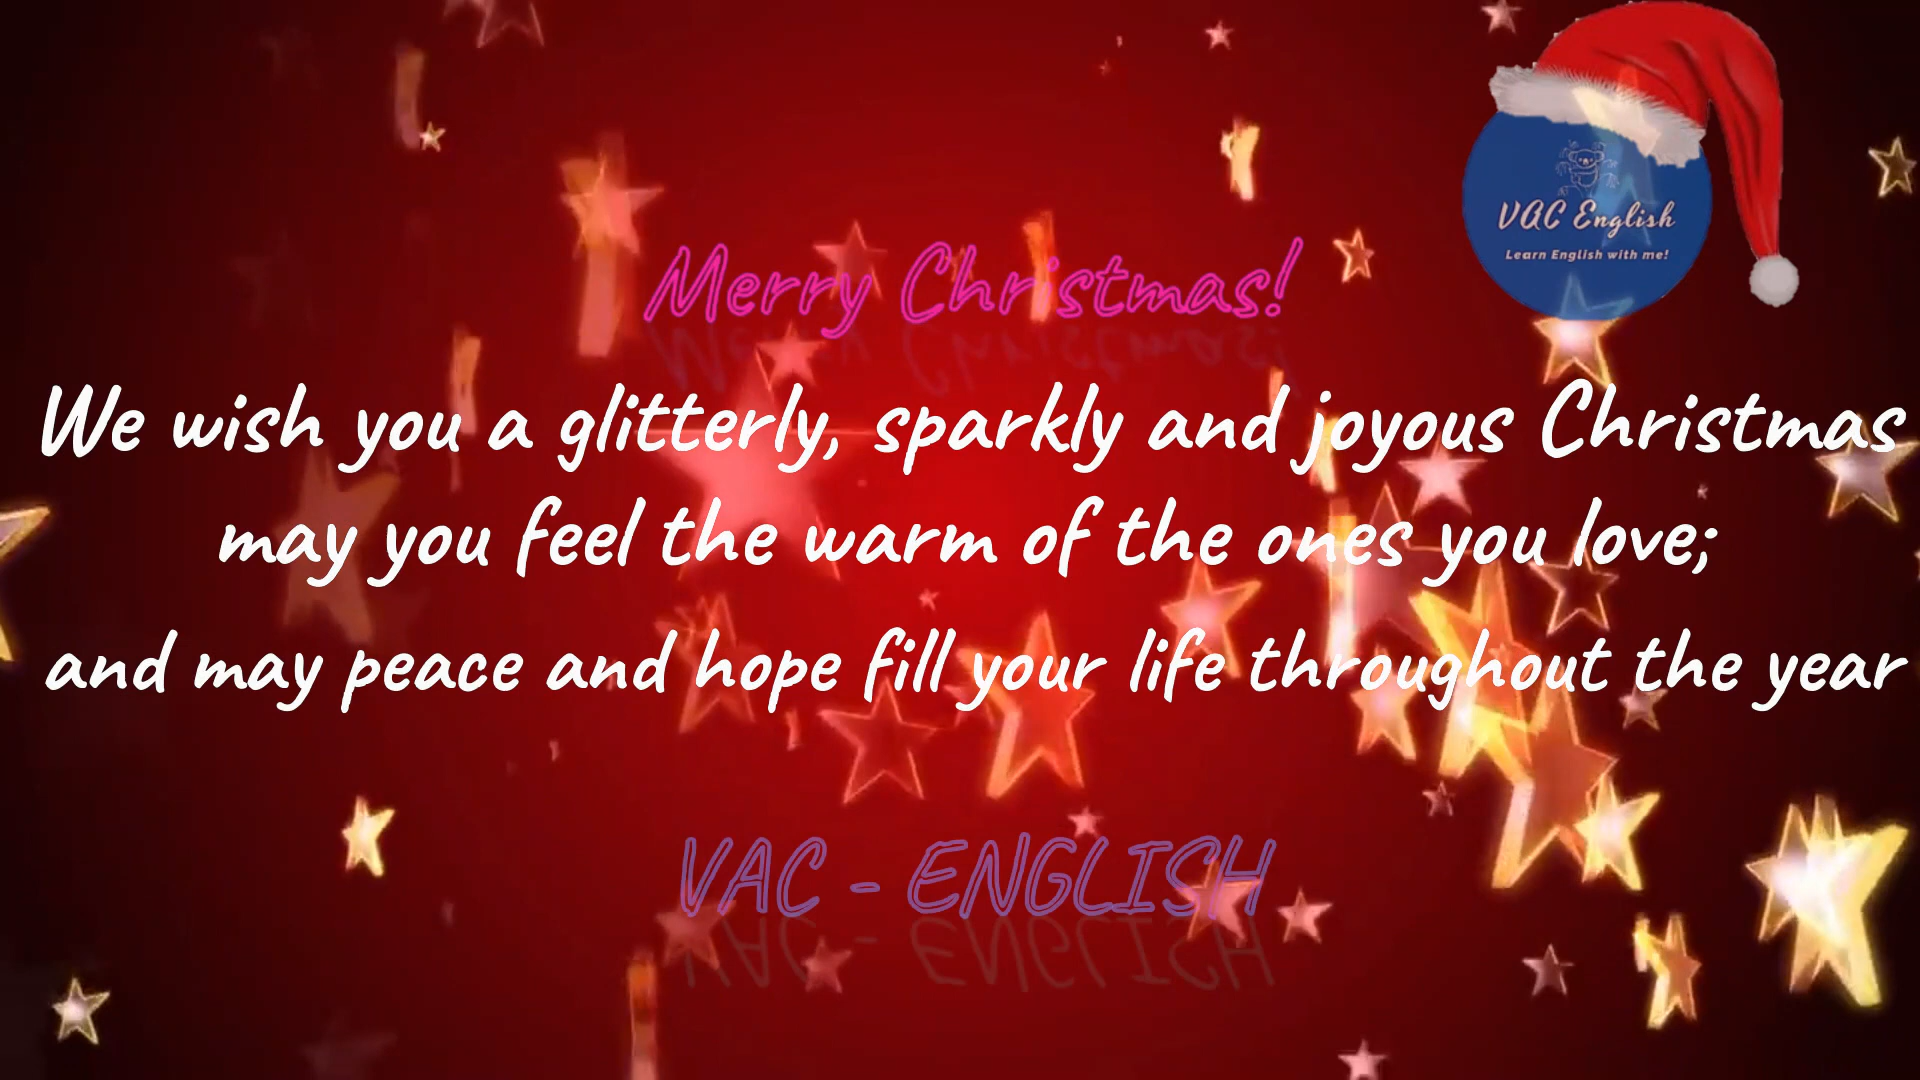 VAC English
Learn English with me!
Merry Christmas!
We wish you a glitterly, sparkly and joyous Christmas
may you feel the warm of the ones you love;
and may peace and hope fill your life throughout the year
VAC - ENGLISH